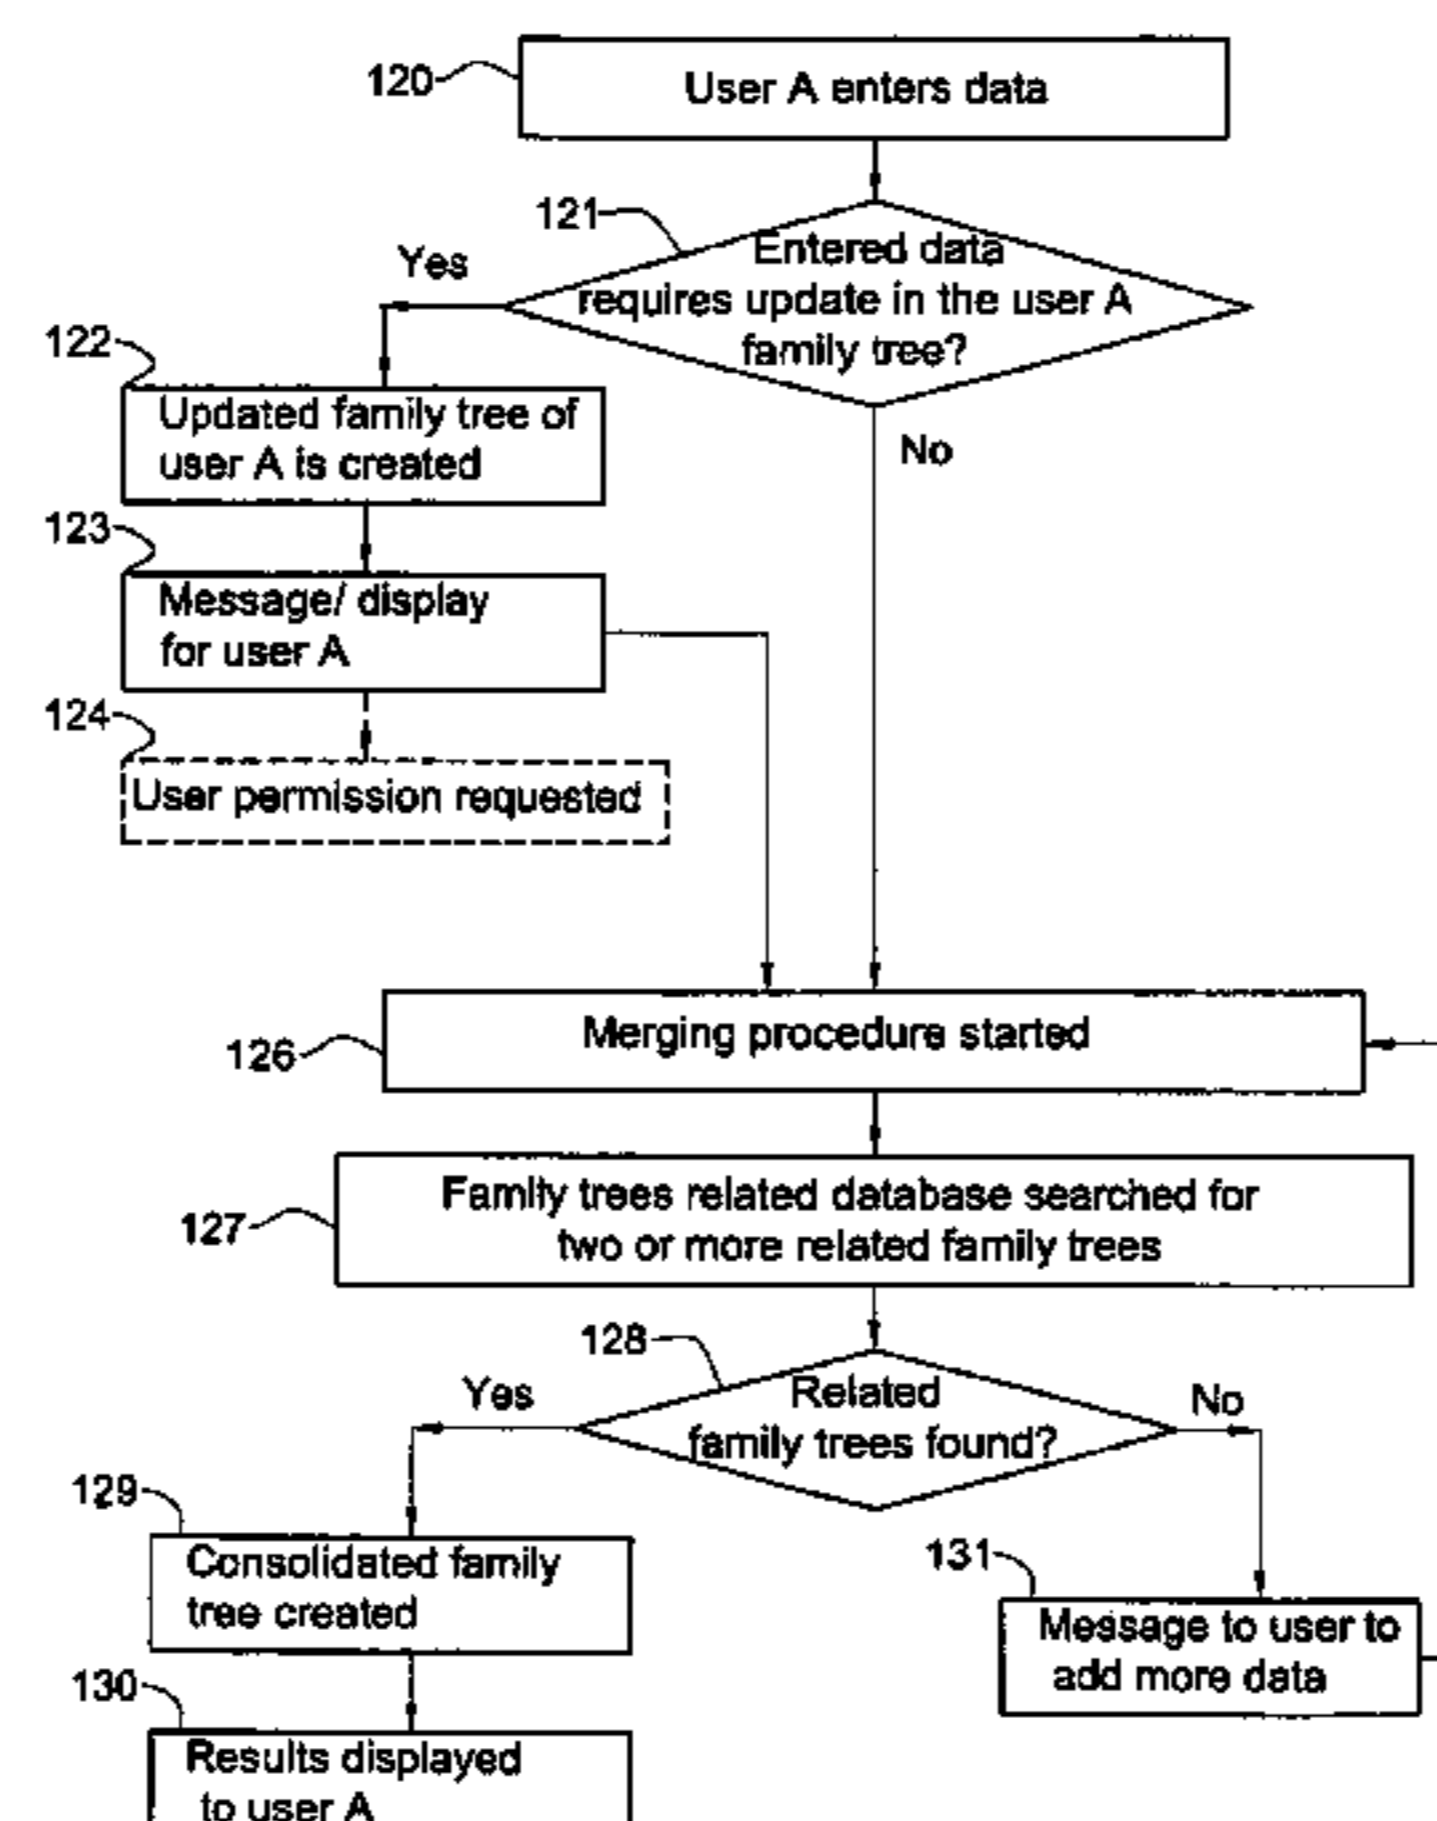 120
User A enters data
121
Entered data
requires update in the user A
family tree?
Yes
No
122
Updated family tree of
user A is created
123
Message/ display
for user A
124
User permission requested
126
Merging procedure started
127
Family trees related database searched for
two or more related family trees
128
Related
family trees found?
Yes
No
129
Consolidated family
tree created
131
Message to user to
add more data
130
Results displayed
to user A